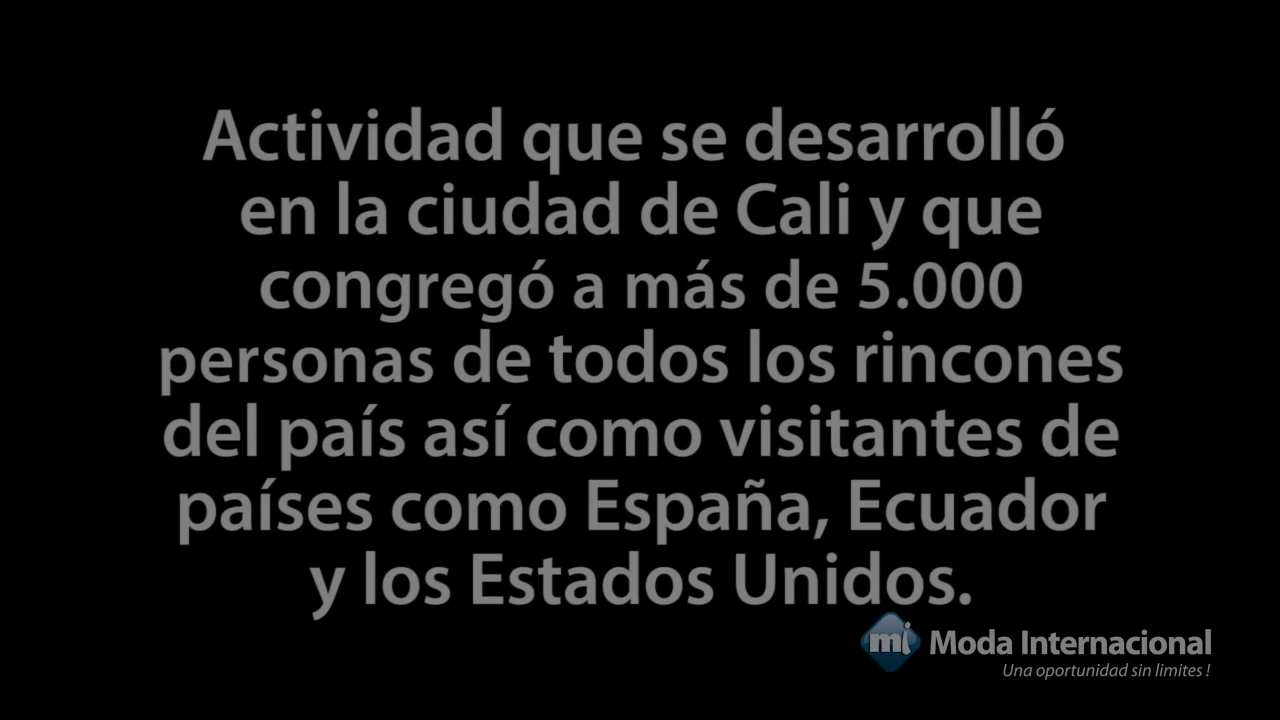 Actividad que se desarrolló
en la ciudad de Cali y que
congregó a más de 5.000
personas de todos los rincones
del país así como visitantes de
países como España, Ecuador
y los Estados Unidos.
mi Moda Internacional
Una oportunidad sin limites !